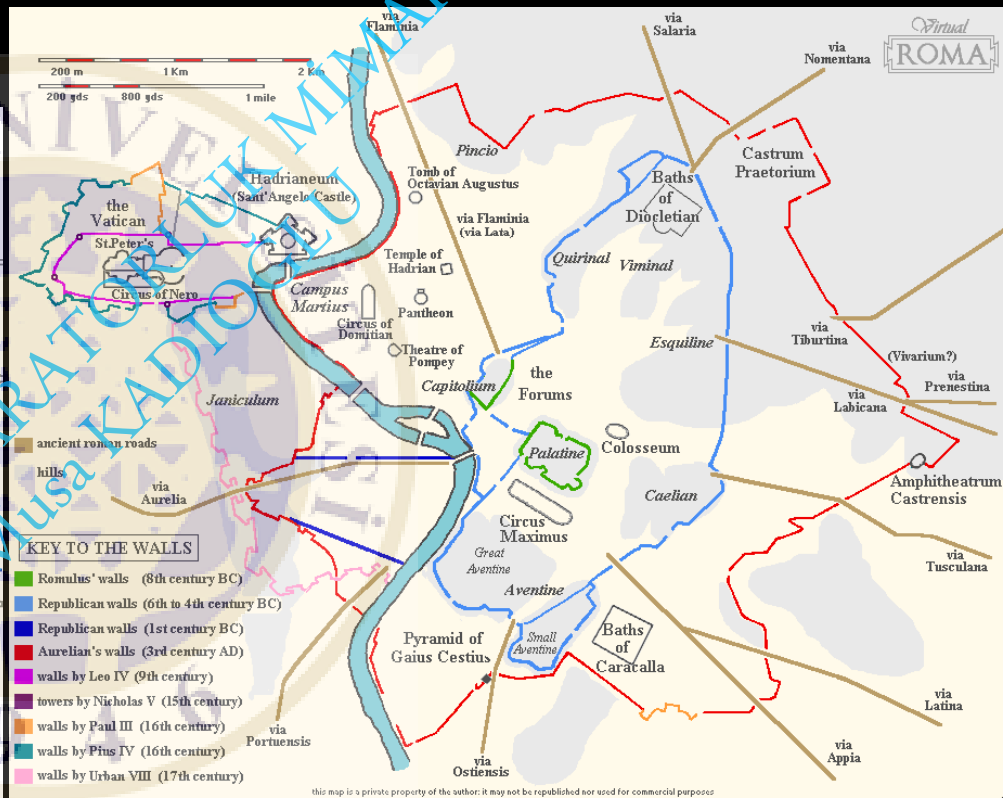 via
Flaminia
via
Salaria
via
Nomentana
Virtual
ROMA
200 m 1 Km 2 Km
200 yds 800 yds 1 mile
Pincio
Castrum
Praetorium
the
Vatican
St.Peter's
Circus of Nero
Hadrianeum
(Sant'Angelo Castle)
Tomb of
Octavian Augustus
via Flaminia
(via Lata)
Baths
of
Diocletian
Quirinal
Viminal
Temple of
Hadrian
Campus
Martius
Pantheon
Circus of
Domitian
Theatre of
Pompey
Esquiline
via
Tiburtina
(Vivarium?)
via
Prenestina
via
Labicana
Janiculum
Capitolium
the
Forums
Palatine
Colosseum
Amphitheatrum
Castrensis
Caelian
Circus
Maximus
ancient roman roads
hills
via
Aurelia
Great
Aventine
Aventine
Small
Aventine
via
Tusculana
KEY TO THE WALLS
Romulus' walls (8th century BC)
Republican walls (6th to 4th century BC)
Republican walls (1st century BC)
Aurelian's walls (3rd century AD)
walls by Leo IV (9th century)
towers by Nicholas V (15th century)
walls by Paul III (16th century)
walls by Pius IV (16th century)
walls by Urban VIII (17th century)
Pyramid of
Gaius Cestius
Baths
of
Caracalla
via
Portuensis
via
Ostiensis
via
Latina
via
Appia
this map is a private property of the author: it may not be republished nor used for commercial purposes
KADIOĞLU